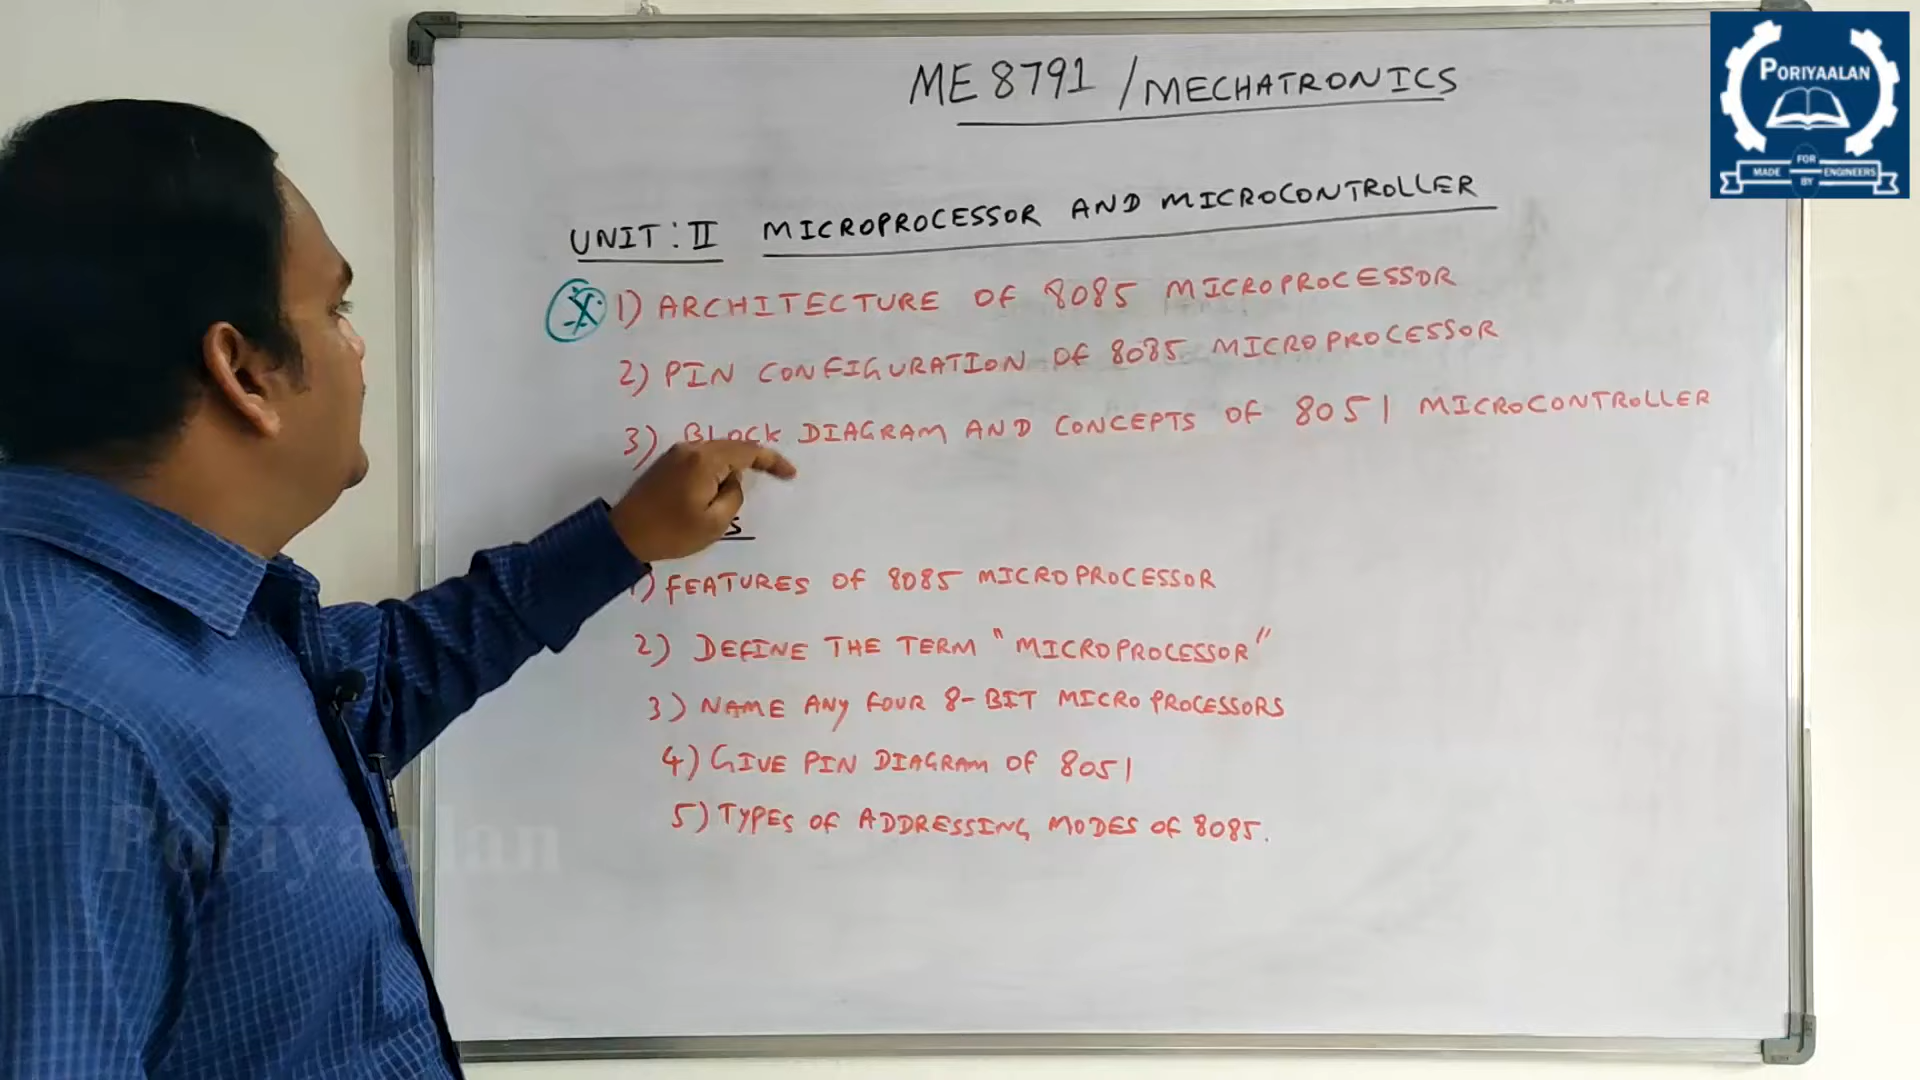 ME 8791 / MECHATRONICS
UNIT : II MICROPROCESSOR AND MICROCONTROLLER
1) ARCHITECTURE OF 8085 MICROPROCESSOR
2) PIN CONFIGURATION OF 8085 MICROPROCESSOR
3) BLOCK DIAGRAM AND CONCEPTS OF 8051 MICROCONTROLLER
1) FEATURES OF 8085 MICROPROCESSOR
2) DEFINE THE TERM "MICROPROCESSOR"
3) NAME ANY FOUR 8-BIT MICROPROCESSORS
4) GIVE PIN DIAGRAM OF 8051
5) TYPES OF ADDRESSING MODES OF 8085.
PORIYAALAN
MADE FOR BY ENGINEERS
Poriyaalan